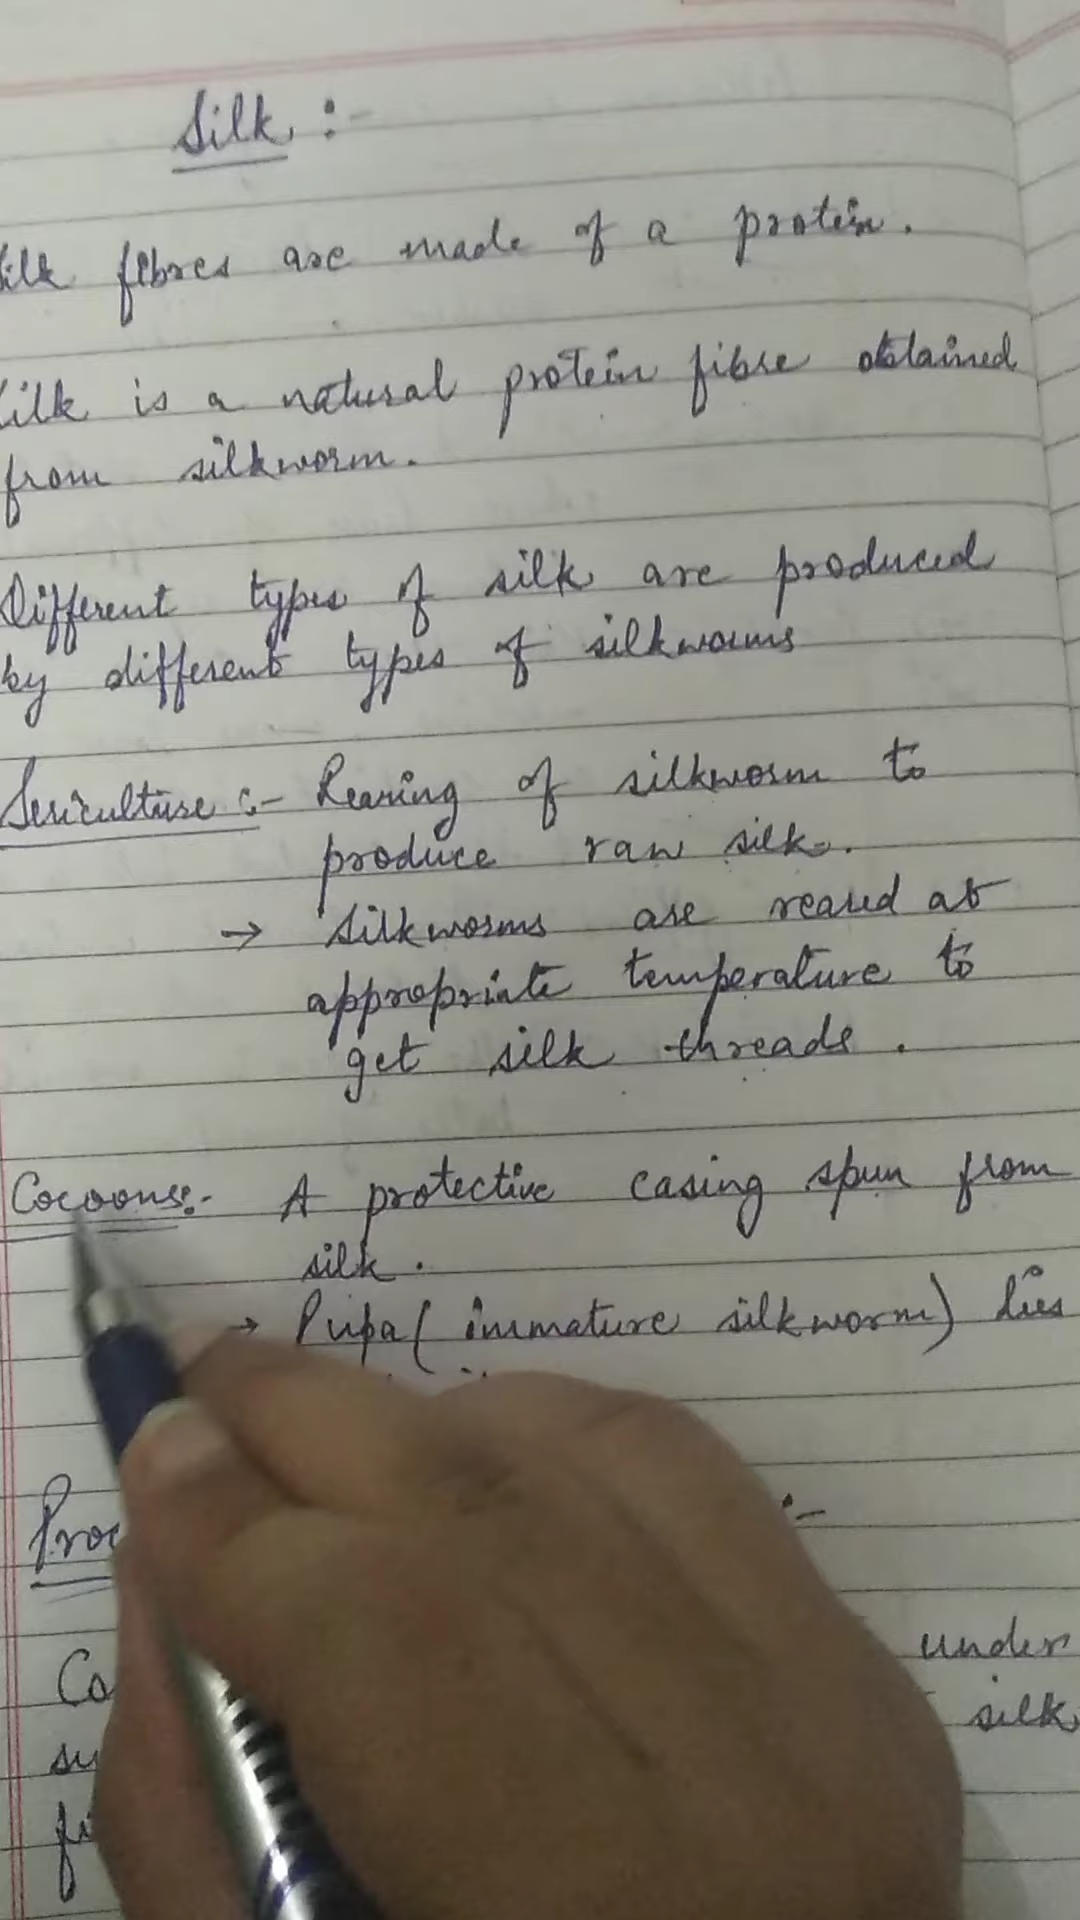 Silk :-
Silk fibres are made of a protein.
Silk is a natural protein fibre obtained
from silkworm.
Different types of silk are produced
by different types of silkworms
Sericulture :- Rearing of silkworm to
produce raw silk.
→ Silkworms are reared at
appropriate temperature to
get silk threads.
Cocoons:- A protective casing spun from
silk.
→ Pupa (immature silkworm) lies
:-
under
silk